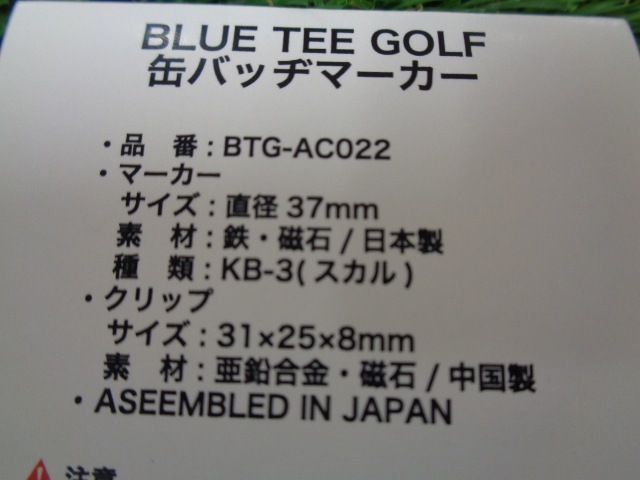 BLUE TEE GOLF
缶バッヂマーカー
・品 番 : BTG-AC022
・マーカー
サイズ : 直径 37mm
素 材 : 鉄・磁石 / 日本製
種 類 : KB-3( スカル )
・クリップ
サイズ : 31×25×8mm
素 材 : 亜鉛合金・磁石 / 中国製
・ASEEMBLED IN JAPAN
注意